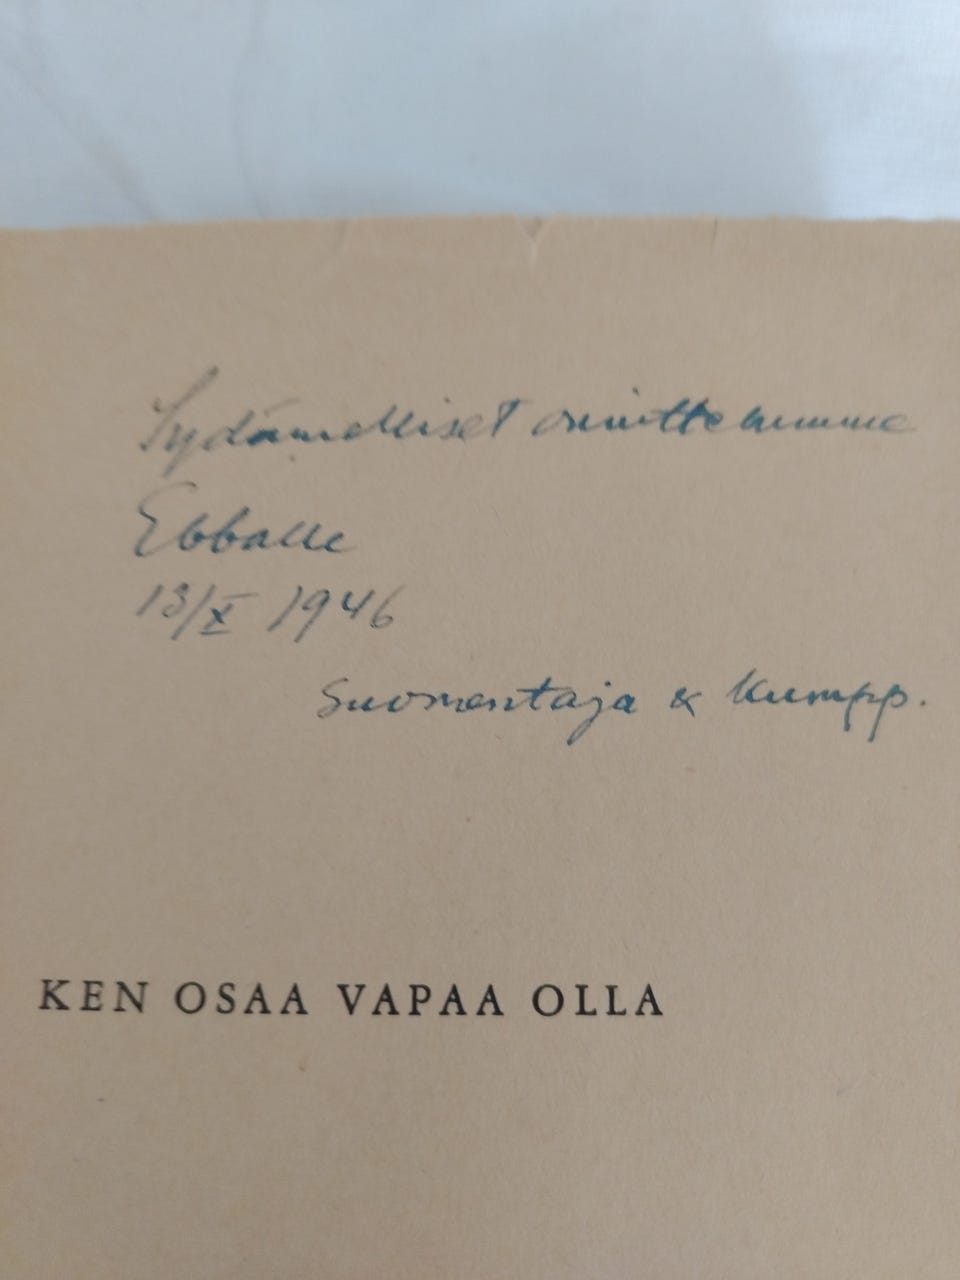 Sydämelliset onnittelumme
Ebballe
13/X 1946
Suomentaja & Kumpp.
KEN OSAA VAPAA OLLA